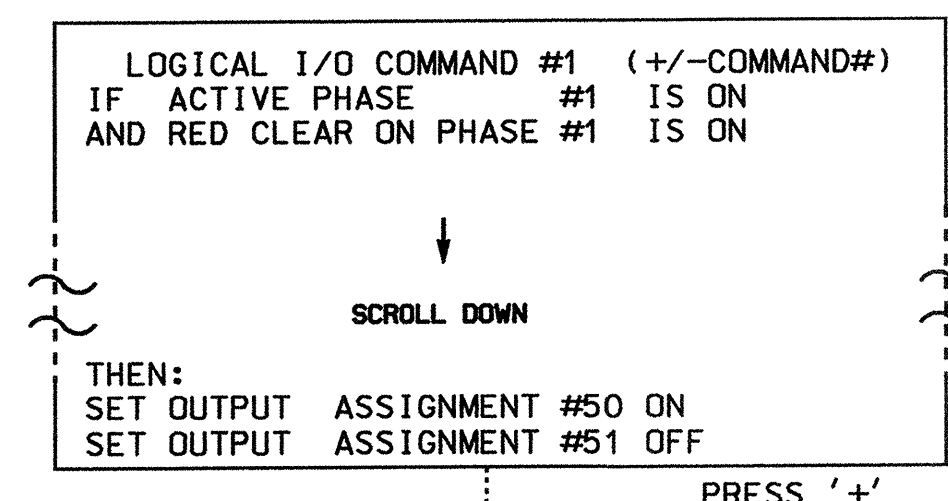 LOGICAL I/O COMMAND #1 (+/-COMMAND#)
IF ACTIVE PHASE #1 IS ON
AND RED CLEAR ON PHASE #1 IS ON
SCROLL DOWN
THEN:
SET OUTPUT ASSIGNMENT #50 ON
SET OUTPUT ASSIGNMENT #51 OFF
PRESS '+'